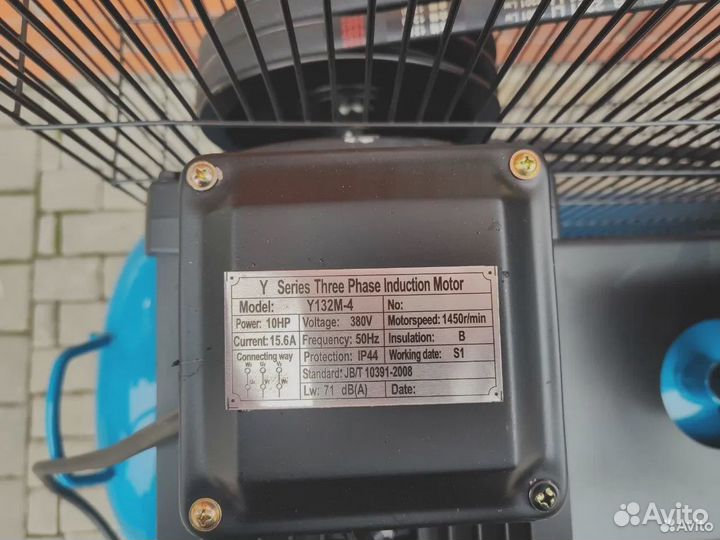 Y Series Three Phase Induction Motor
Model: Y132M-4 No:
Power: 10HP Voltage: 380V Motorspeed: 1450r/min
Current: 15.6A Frequency: 50Hz Insulation: B
Connecting way Protection: IP44 Working date: S1
Standard: JB/T 10391-2008
Lw: 71 dB(A) Date:
Avito
Avito